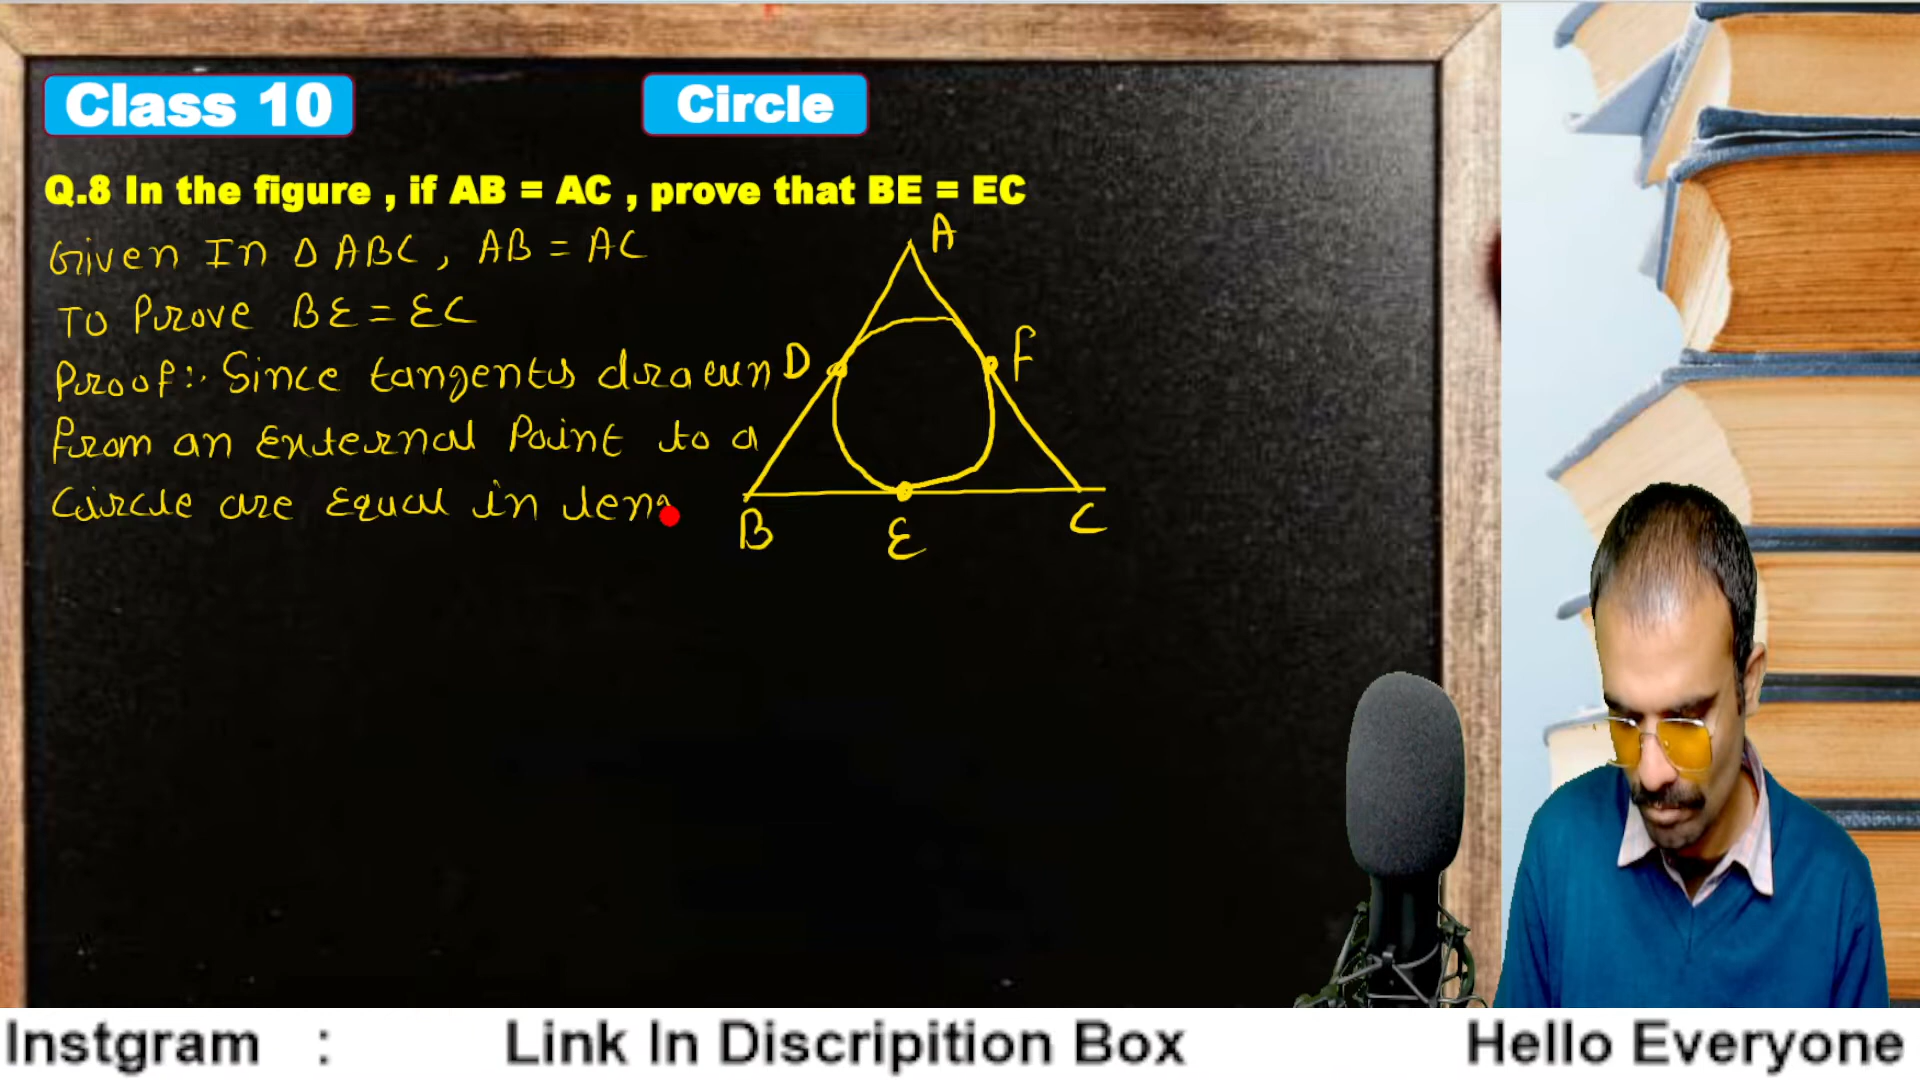 Class 10
Circle
Q.8 In the figure , if AB = AC , prove that BE = EC
Given In Δ ABC, AB = AC
To Prove BE = EC
Proof:. Since tangents drawn
from an External Point to a
Circle are Equal in len
A
D
F
B
E
C
Instgram : Link In Discripition Box Hello Everyone